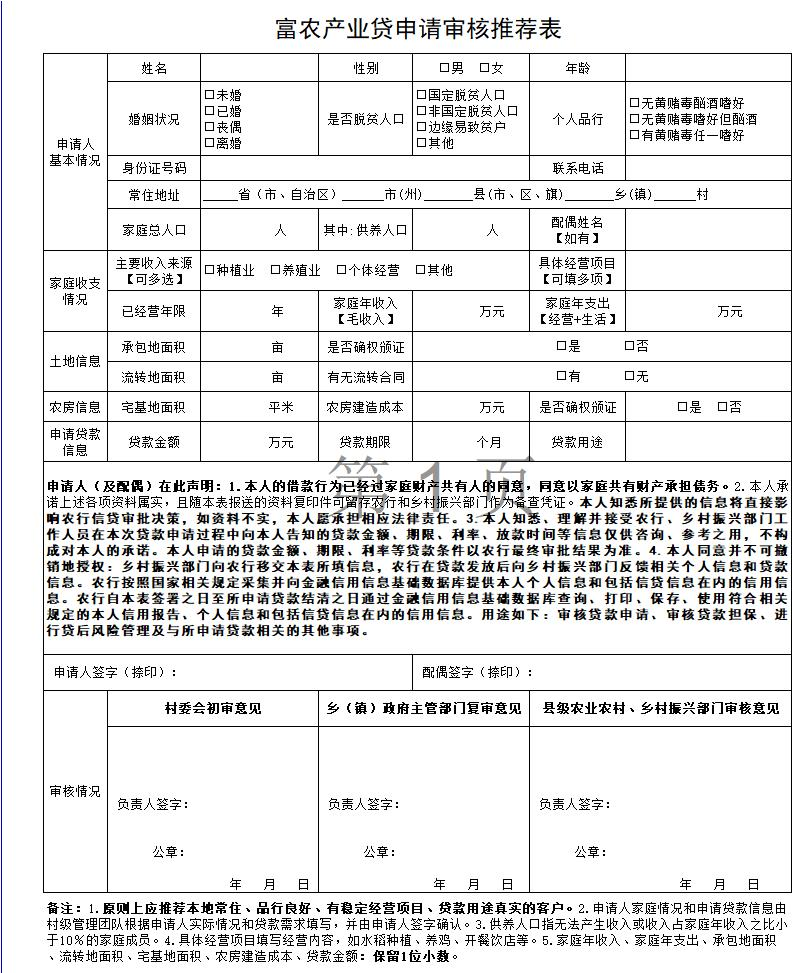 富农产业贷申请审核推荐表
申请人
基本情况
姓名 性别 □男 □女 年龄
婚姻状况
□未婚
□已婚
□丧偶
□离婚
是否脱贫人口
□国定脱贫人口
□非国定脱贫人口
□边缘易致贫户
□其他
个人品行
□无黄赌毒酗酒嗜好
□无黄赌毒嗜好但酗酒
□有黄赌毒任一嗜好
身份证号码 联系电话
常住地址 _____省（市、自治区）______市(州)_______县(市、区、旗)_______乡(镇)______村
家庭总人口 人 其中:供养人口 人 配偶姓名
【如有】
家庭收支
情况
主要收入来源
【可多选】
□种植业 □养殖业 □个体经营 □其他
具体经营项目
【可填多项】
已经营年限 年 家庭年收入
【毛收入】
万元
家庭年支出
【经营+生活】
万元
土地信息
承包地面积 亩 是否确权颁证 □是 □否
流转地面积 亩 有无流转合同 □有 □无
农房信息 宅基地面积 平米 农房建造成本 万元 是否确权颁证 □是 □否
申请贷款
信息
贷款金额 万元 贷款期限 个月 贷款用途
第 1 页
申请人（及配偶）在此声明：1.本人的借款行为已经过家庭财产共有人的同意，同意以家庭共有财产承担债务。2.本人承
诺上述各项资料属实，且随本表报送的资料复印件可留存农行和乡村振兴部门作为备查凭证。本人知悉所提供的信息将直接影
响农行信贷审批决策，如资料不实，本人愿承担相应法律责任。3.本人知悉、理解并接受农行、乡村振兴部门工
作人员在本次贷款申请过程中向本人告知的贷款金额、期限、利率、放款时间等信息仅供咨询、参考之用，不构
成对本人的承诺。本人申请的贷款金额、期限、利率等贷款条件以农行最终审批结果为准。4.本人同意并不可撤
销地授权：乡村振兴部门向农行移交本表所填信息，农行在贷款发放后向乡村振兴部门反馈相关个人信息和贷款
信息。农行按照国家相关规定采集并向金融信用信息基础数据库提供本人个人信息和包括信贷信息在内的信用信
息。农行自本表签署之日至所申请贷款结清之日通过金融信用信息基础数据库查询、打印、保存、使用符合相关
规定的本人信用报告、个人信息和包括信贷信息在内的信用信息。用途如下：审核贷款申请、审核贷款担保、进
行贷后风险管理及与所申请贷款相关的其他事项。
申请人签字（捺印）： 配偶签字（捺印）：
审核情况
村委会初审意见 乡（镇）政府主管部门复审意见 县级农业农村、乡村振兴部门审核意见
负责人签字： 负责人签字： 负责人签字：
公章： 公章： 公章：
年 月 日 年 月 日 年 月 日
备注：1.原则上应推荐本地常住、品行良好、有稳定经营项目、贷款用途真实的客户。2.申请人家庭情况和申请贷款信息由
村级管理团队根据申请人实际情况和贷款需求填写，并由申请人签字确认。3.供养人口指无法产生收入或收入占家庭年收入之比小
于10%的家庭成员。4.具体经营项目填写经营内容，如水稻种植、养鸡、开餐饮店等。5.家庭年收入、家庭年支出、承包地面积
、流转地面积、宅基地面积、农房建造成本、贷款金额：保留1位小数。